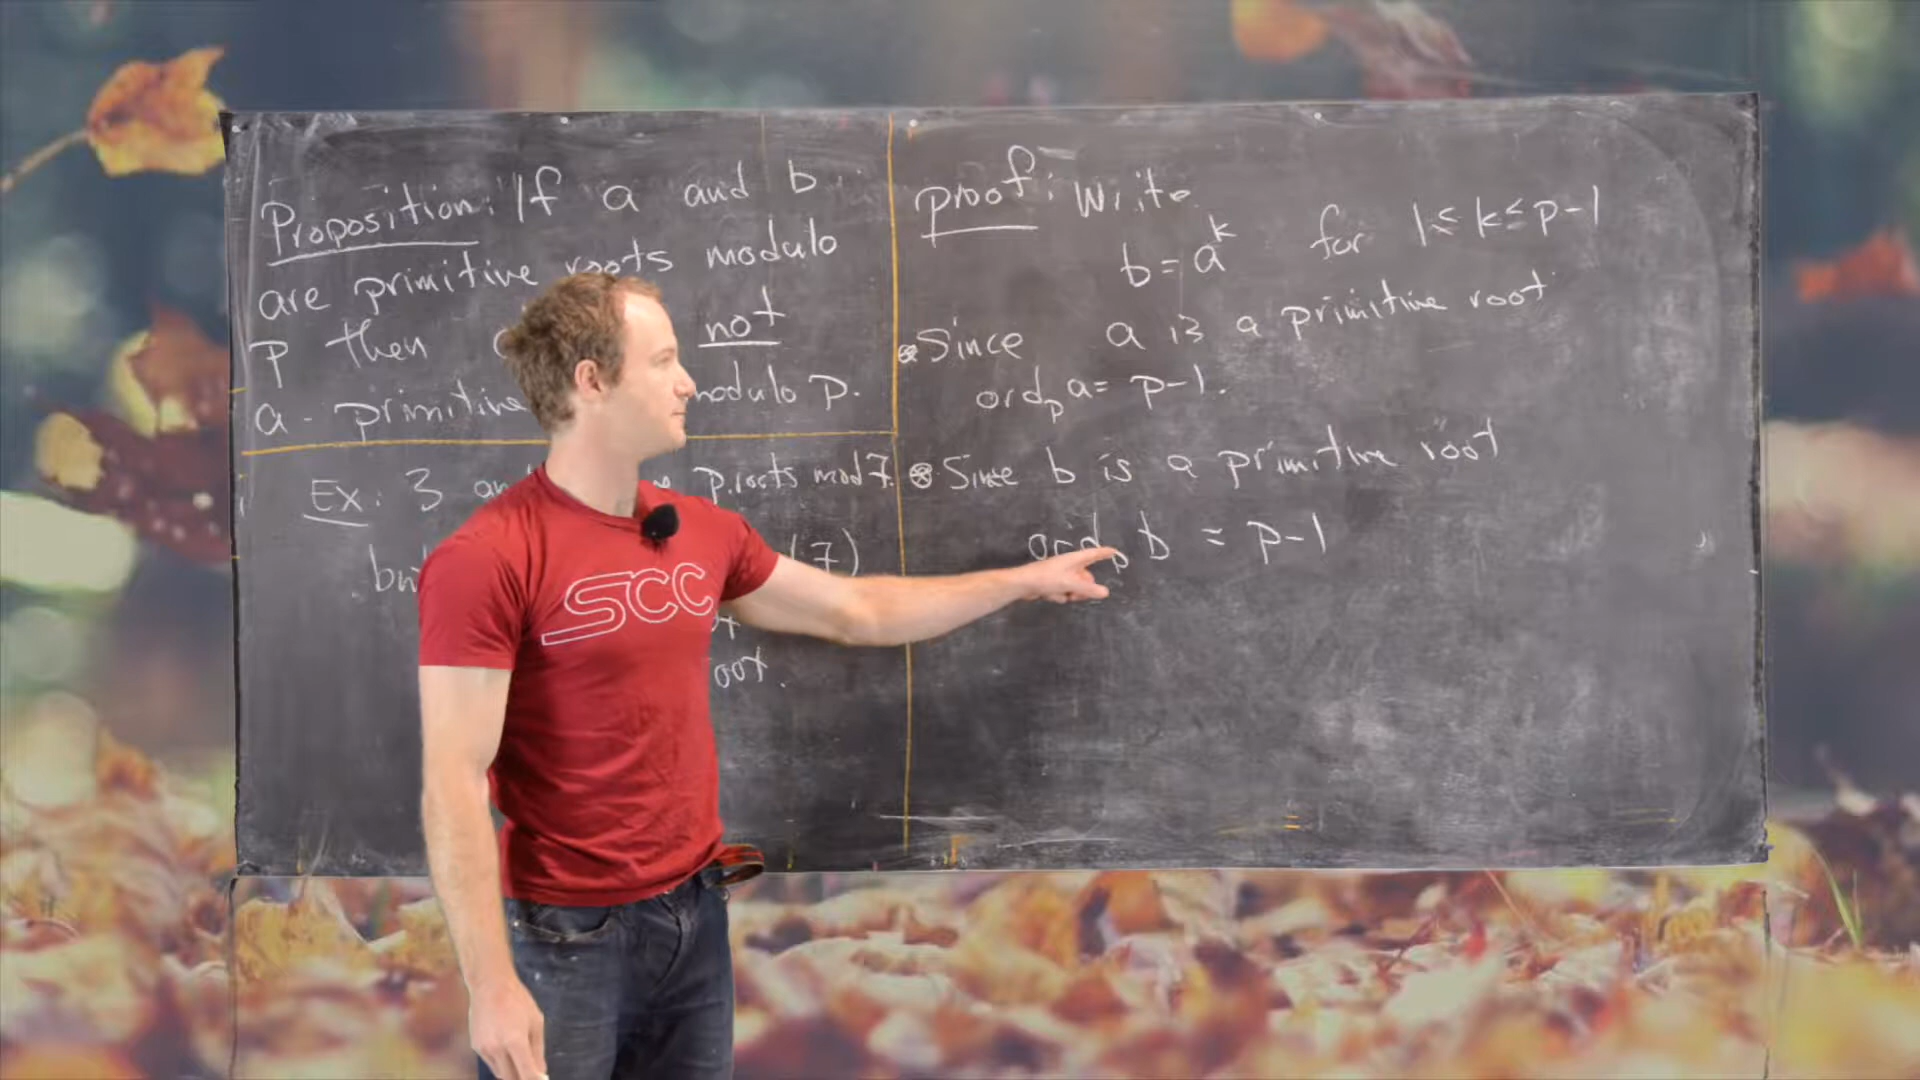 Proposition: If a and b
are primitive roots modulo
p then not
a primitive modulo p.
Ex: 3 p.roots mod 7.
(7)
proof: Write
b = a^k for 1 ≤ k ≤ p-1
⊗ Since a is a primitive root
ord_p a = p-1.
⊗ Since b is a primitive root
ord_p b = p-1
SCC